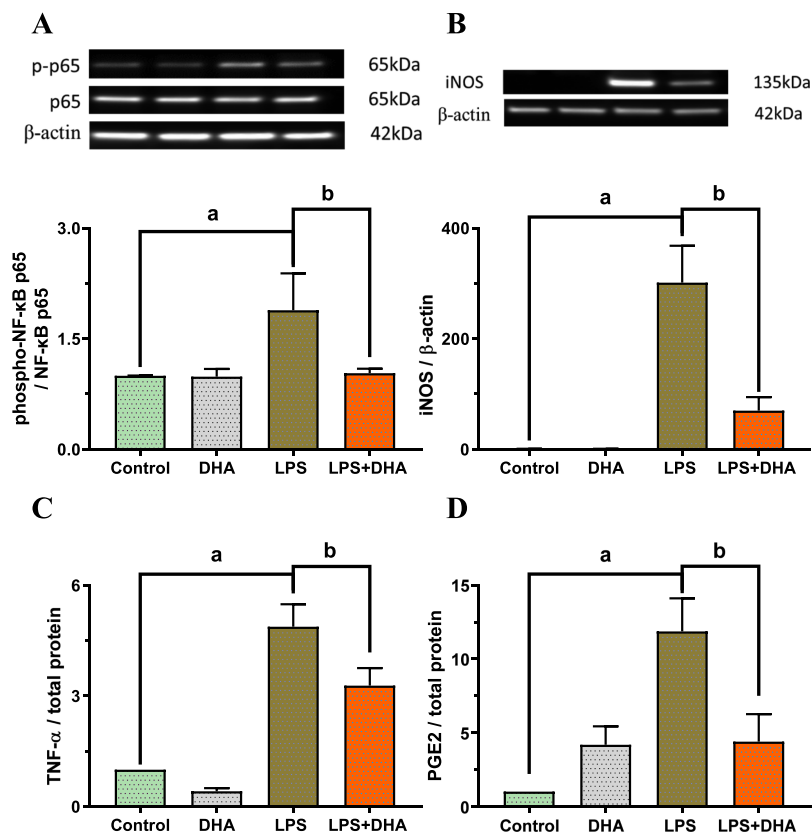 A
p-p65 65kDa
p65 65kDa
β-actin 42kDa
a
b
phospho-NF-κB p65
/ NF-κB p65
3.0
1.5
0.0
Control DHA LPS LPS+DHA
B
iNOS 135kDa
β-actin 42kDa
a
b
iNOS / β-actin
400
200
0
Control DHA LPS LPS+DHA
C
a
b
TNF-α / total protein
6
3
0
Control DHA LPS LPS+DHA
D
a
b
PGE2 / total protein
15
10
5
0
Control DHA LPS LPS+DHA